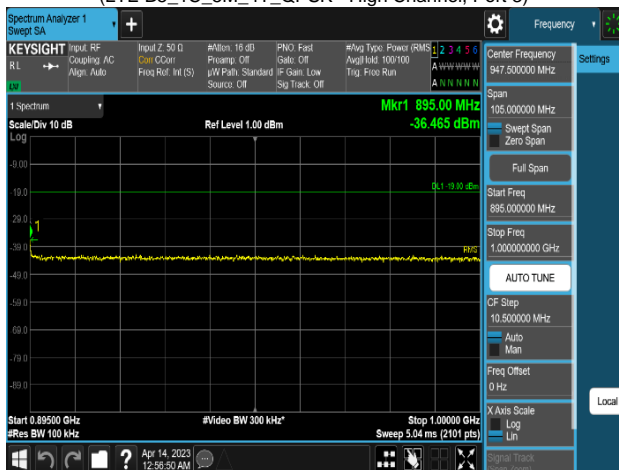 Spectrum Analyzer 1
Swept SA
+
Frequency
KEYSIGHT
RL
Input: RF
Coupling: AC
Align: Auto
Input Z: 50 Ω
Corr CCorr
Freq Ref: Int (S)
#Atten: 16 dB
Preamp: Off
µW Path: Standard
Source: Off
PNO: Fast
Gate: Off
IF Gain: Low
Sig Track: Off
#Avg Type: Power (RMS
Avg|Hold: 100/100
Trig: Free Run
1 2 3 4 5 6
A W W W W W
A N N N N N
LW
1 Spectrum
Scale/Div 10 dB
Log
Ref Level 1.00 dBm
Mkr1 895.00 MHz
-36.465 dBm
-9.00
-19.0
-29.0
-39.0
-49.0
-59.0
-69.0
-79.0
-89.0
DL1 -19.00 dBm
1
RMS
Start 0.89500 GHz
#Res BW 100 kHz
#Video BW 300 kHz*
Stop 1.00000 GHz
Sweep 5.04 ms (2101 pts)
Center Frequency
947.500000 MHz
Settings
Span
105.000000 MHz
Swept Span
Zero Span
Full Span
Start Freq
895.000000 MHz
Stop Freq
1.000000000 GHz
AUTO TUNE
CF Step
10.500000 MHz
Auto
Man
Freq Offset
0 Hz
X Axis Scale
Log
Lin
Local
Signal Track
Apr 14, 2023
12:56:50 AM
?